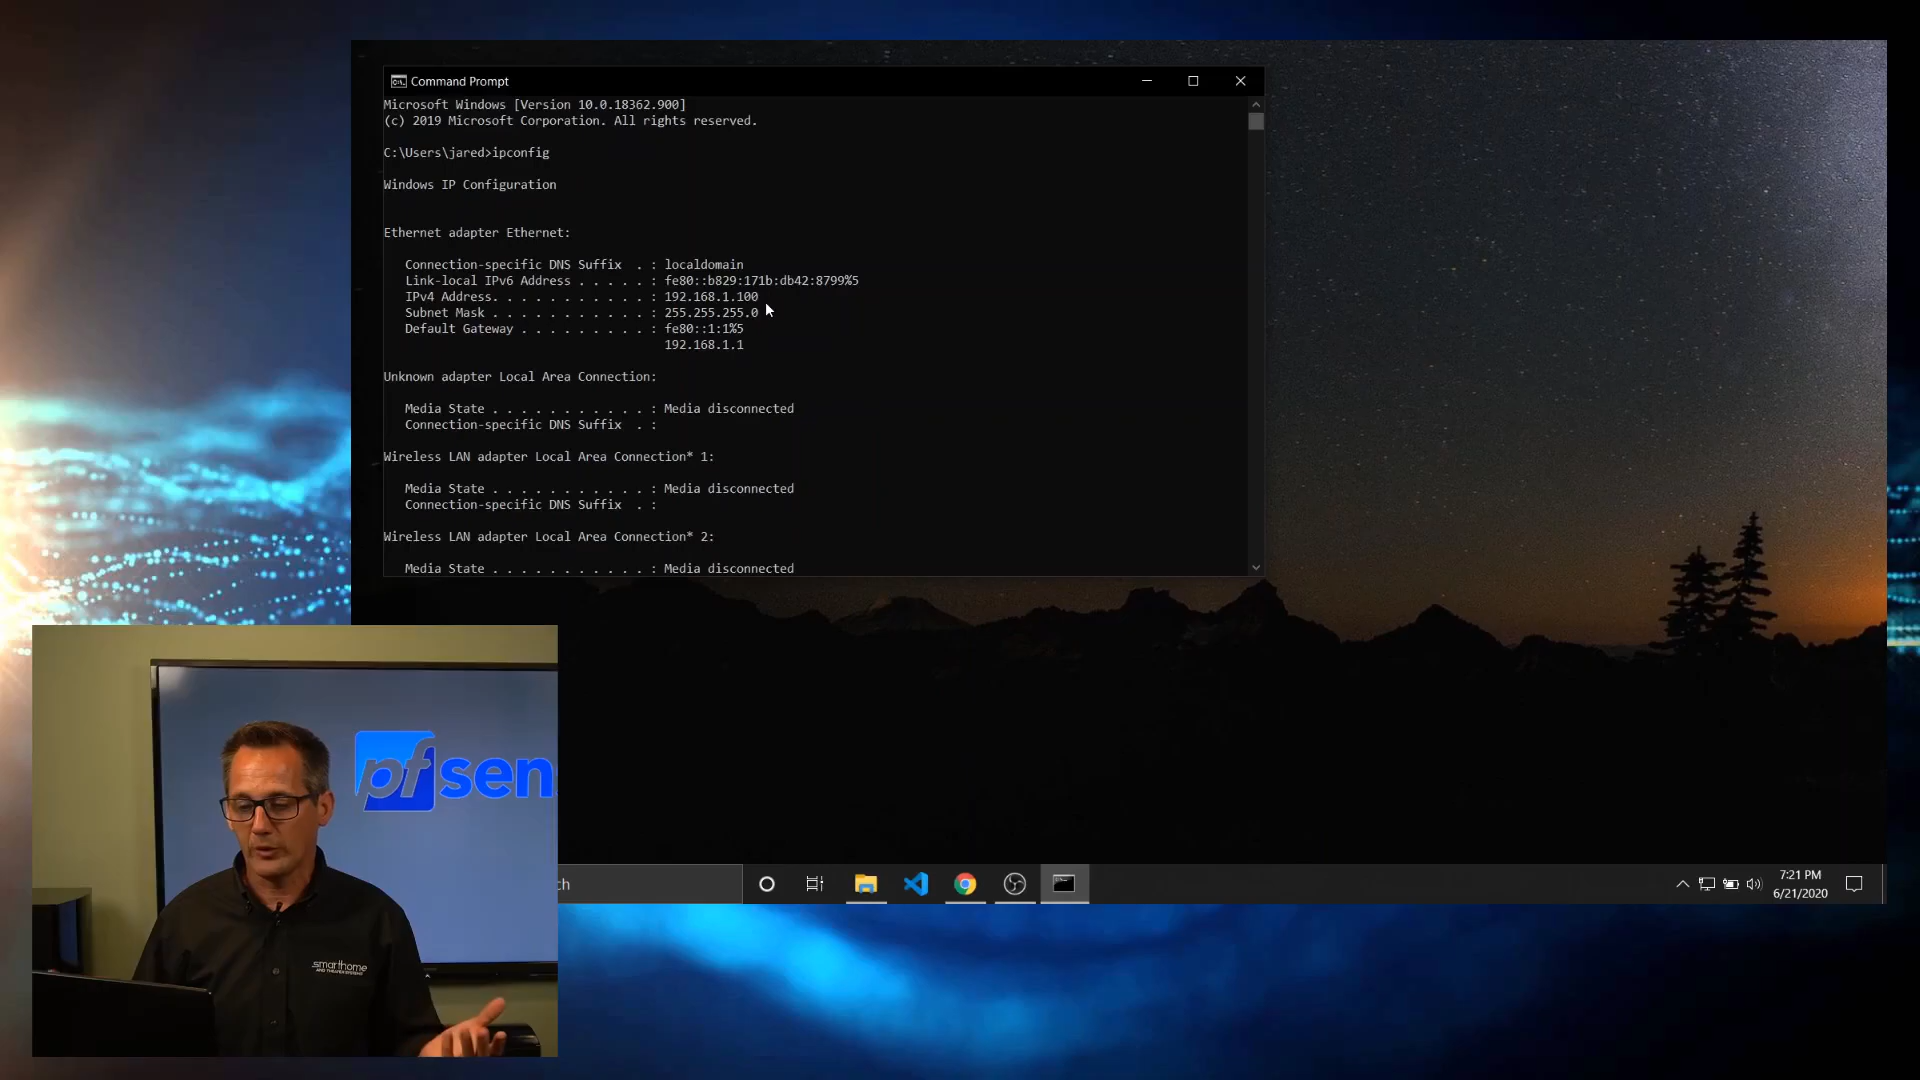 Command Prompt
Microsoft Windows [Version 10.0.18362.900]
(c) 2019 Microsoft Corporation. All rights reserved.
C:\Users\jared>ipconfig
Windows IP Configuration
Ethernet adapter Ethernet:
Connection-specific DNS Suffix  . : localdomain
Link-local IPv6 Address . . . . . : fe80::b829:171b:db42:8799%5
IPv4 Address. . . . . . . . . . . : 192.168.1.100
Subnet Mask . . . . . . . . . . . : 255.255.255.0
Default Gateway . . . . . . . . . : fe80::1:1%5
192.168.1.1
Unknown adapter Local Area Connection:
Media State . . . . . . . . . . . : Media disconnected
Connection-specific DNS Suffix  . :
Wireless LAN adapter Local Area Connection* 1:
Media State . . . . . . . . . . . : Media disconnected
Connection-specific DNS Suffix  . :
Wireless LAN adapter Local Area Connection* 2:
Media State . . . . . . . . . . . : Media disconnected
pfsen
smarthome
AND THEATER SYSTEMS
ch
7:21 PM
6/21/2020